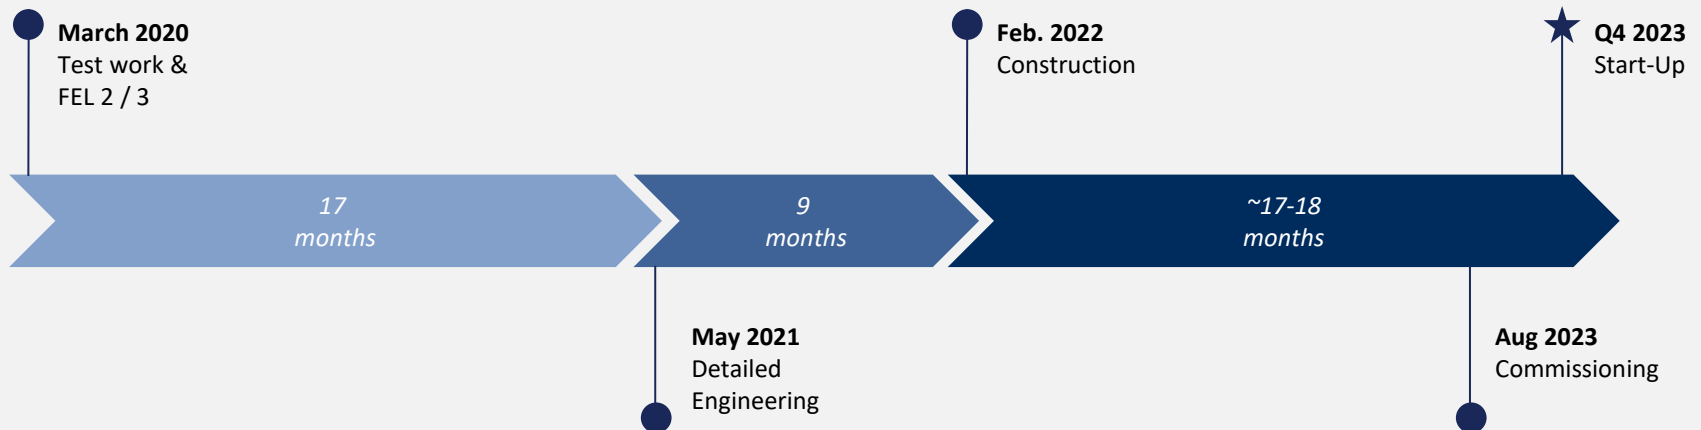 March 2020
Test work &
FEL 2 / 3
Feb. 2022
Construction
Q4 2023
Start-Up
17
months
9
months
~17-18
months
May 2021
Detailed
Engineering
Aug 2023
Commissioning